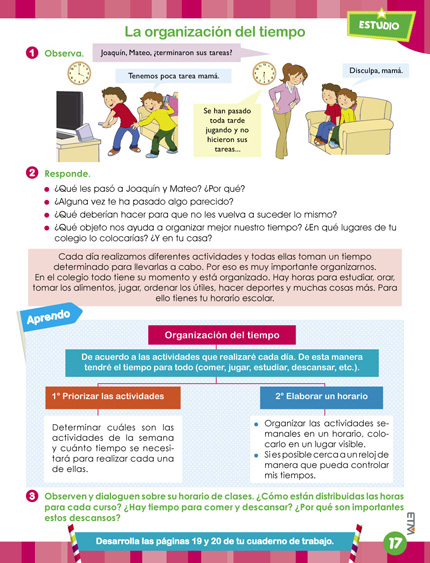 ESTUDIO
La organización del tiempo
1 Observa.
Joaquín, Mateo, ¿terminaron sus tareas?
Tenemos poca tarea mamá.
Disculpa, mamá.
Se han pasado
toda tarde
jugando y no
hicieron sus
tareas...
2 Responde.
• ¿Qué les pasó a Joaquín y Mateo? ¿Por qué?
• ¿Alguna vez te ha pasado algo parecido?
• ¿Qué deberían hacer para que no les vuelva a suceder lo mismo?
• ¿Qué objeto nos ayuda a organizar mejor nuestro tiempo? ¿En qué lugares de tu
colegio lo colocarías? ¿Y en tu casa?
Cada día realizamos diferentes actividades y todas ellas toman un tiempo
determinado para llevarlas a cabo. Por eso es muy importante organizarnos.
En el colegio todo tiene su momento y está organizado. Hay horas para estudiar, orar,
tomar los alimentos, jugar, ordenar los útiles, hacer deportes y muchas cosas más. Para
ello tienes tu horario escolar.
Aprendo
Organización del tiempo
De acuerdo a las actividades que realizaré cada día. De esta manera
tendré el tiempo para todo (comer, jugar, estudiar, descansar, etc.).
1° Priorizar las actividades
Determinar cuáles son las
actividades de la semana
y cuánto tiempo se necesi-
tará para realizar cada una
de ellas.
2° Elaborar un horario
• Organizar las actividades se-
manales en un horario, colo-
carlo en un lugar visible.
• Si es posible cerca a un reloj de
manera que pueda controlar
mis tiempos.
3 Observen y dialoguen sobre su horario de clases. ¿Cómo están distribuidas las horas
para cada curso? ¿Hay tiempo para comer y descansar? ¿Por qué son importantes
estos descansos?
Desarrolla las páginas 19 y 20 de tu cuaderno de trabajo.
17